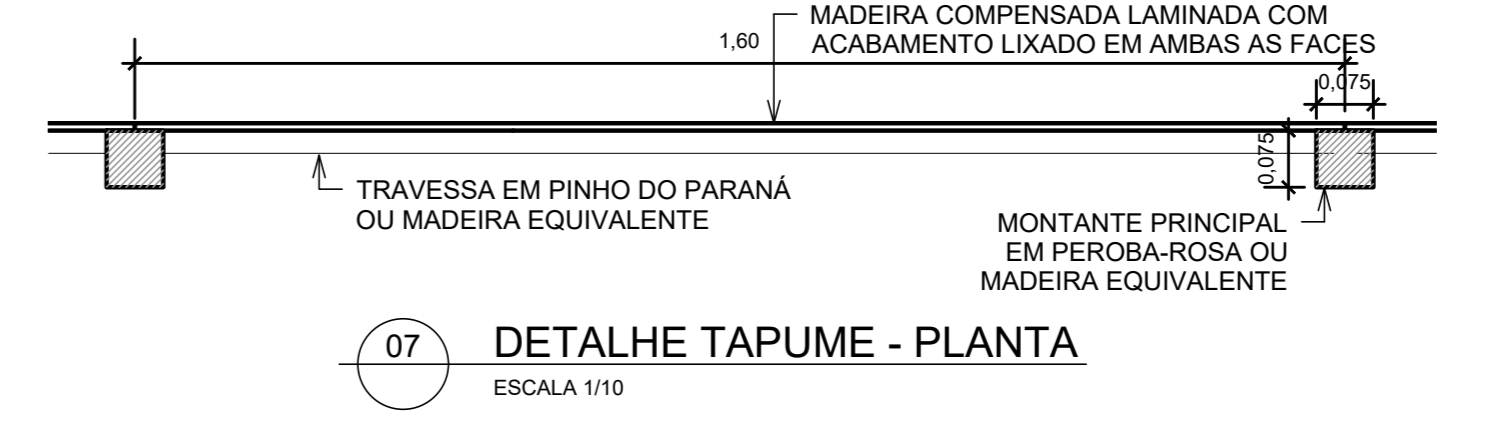 MADEIRA COMPENSADA LAMINADA COM
1,60
ACABAMENTO LIXADO EM AMBAS AS FACES
0,075
0,075
TRAVESSA EM PINHO DO PARANÁ
OU MADEIRA EQUIVALENTE
MONTANTE PRINCIPAL
EM PEROBA-ROSA OU
MADEIRA EQUIVALENTE
07
DETALHE TAPUME - PLANTA
ESCALA 1/10